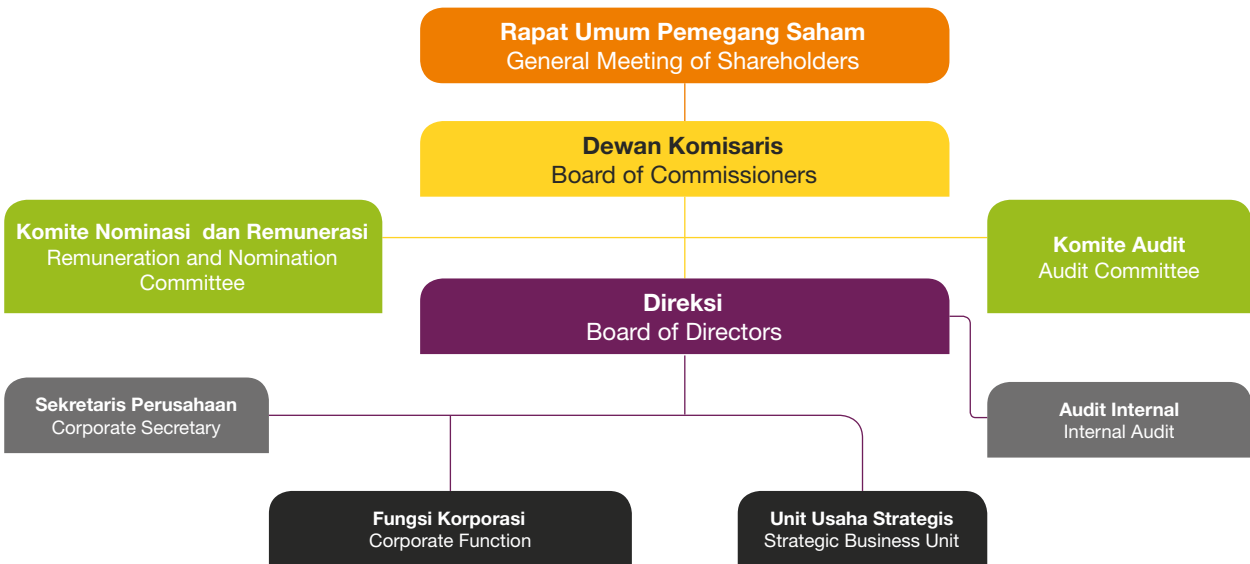 Rapat Umum Pemegang Saham
General Meeting of Shareholders
Dewan Komisaris
Board of Commissioners
Komite Nominasi dan Remunerasi
Remuneration and Nomination
Committee
Komite Audit
Audit Committee
Direksi
Board of Directors
Sekretaris Perusahaan
Corporate Secretary
Audit Internal
Internal Audit
Fungsi Korporasi
Corporate Function
Unit Usaha Strategis
Strategic Business Unit